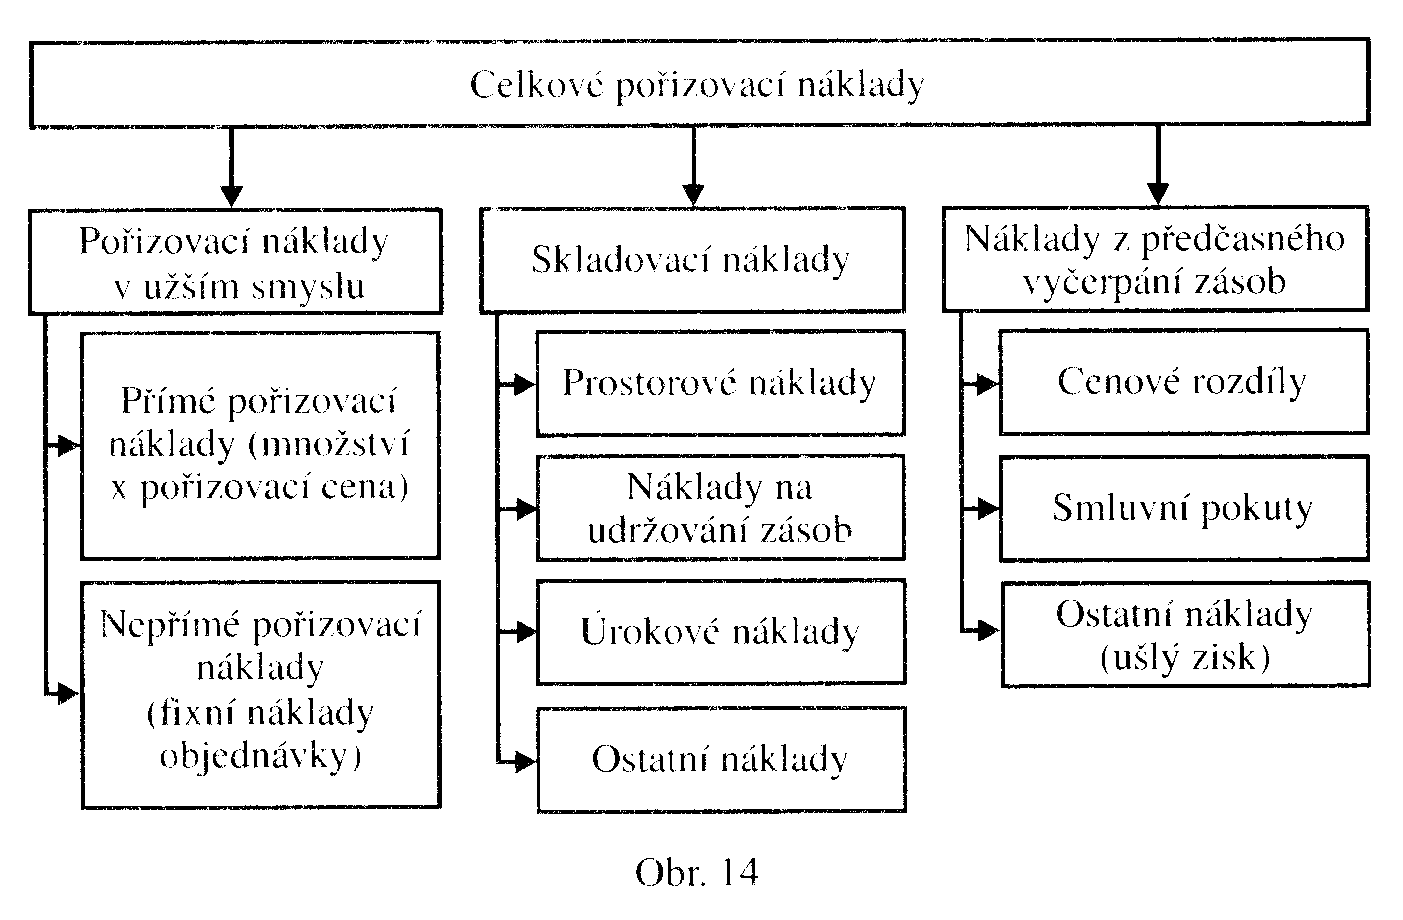 Celkové pořizovací náklady
Pořizovací náklady
v užším smyslu
Přímé pořizovací
náklady (množství
x pořizovací cena)
Nepřímé pořizovací
náklady
(fixní náklady
objednávky)
Skladovací náklady
Prostorové náklady
Náklady na
udržování zásob
Úrokové náklady
Ostatní náklady
Náklady z předčasného
vyčerpání zásob
Cenové rozdíly
Smluvní pokuty
Ostatní náklady
(ušlý zisk)
Obr. 14